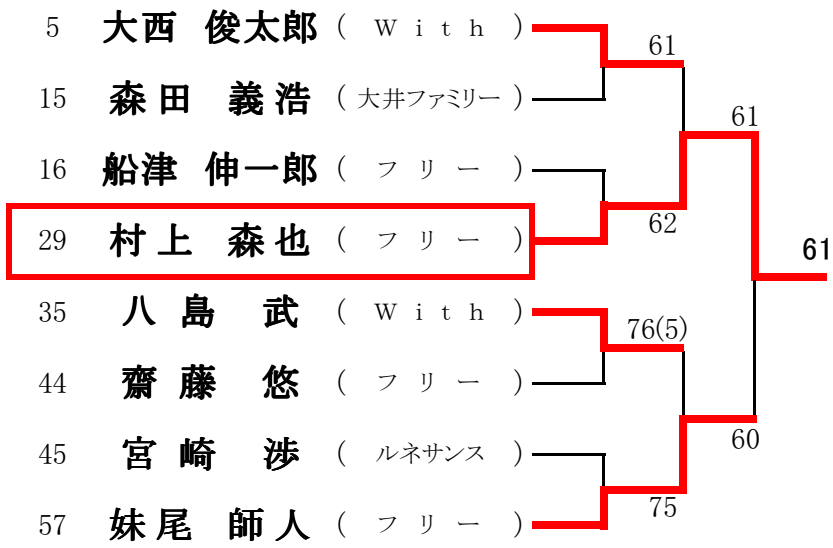 5 大西 俊太郎 ( W i t h )
61
15 森田 義浩 ( 大井ファミリー )
61
16 船津 伸一郎 ( フ リ ー )
62
29 村上 森也 ( フ リ ー )
61
35 八島 武 ( W i t h )
76(5)
44 齋藤 悠 ( フ リ ー )
60
45 宮崎 渉 ( ルネサンス )
75
57 妹尾 師人 ( フ リ ー )